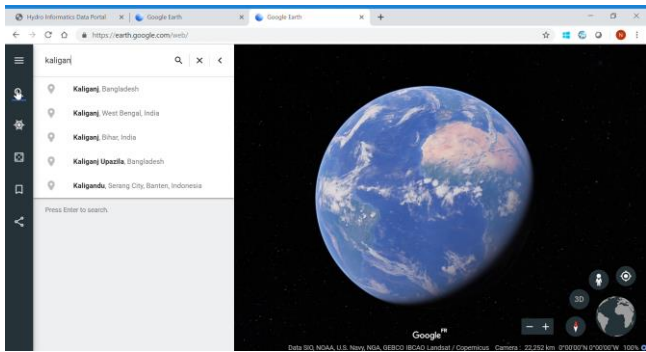 Hydro Informatics Data Portal
Google Earth
Google Earth
https://earth.google.com/web/
N
kaligan
Kaliganj, Bangladesh
Kaliganj, West Bengal, India
Kaliganj, Bihar, India
Kaliganj Upazila, Bangladesh
Kaligandu, Serang City, Banten, Indonesia
Press Enter to search.
3D
Google FR
Data SIO, NOAA, U.S. Navy, NGA, GEBCO IBCAO Landsat / Copernicus Camera : 22,252 km 0°00'00"N 0°00'00"W 100%